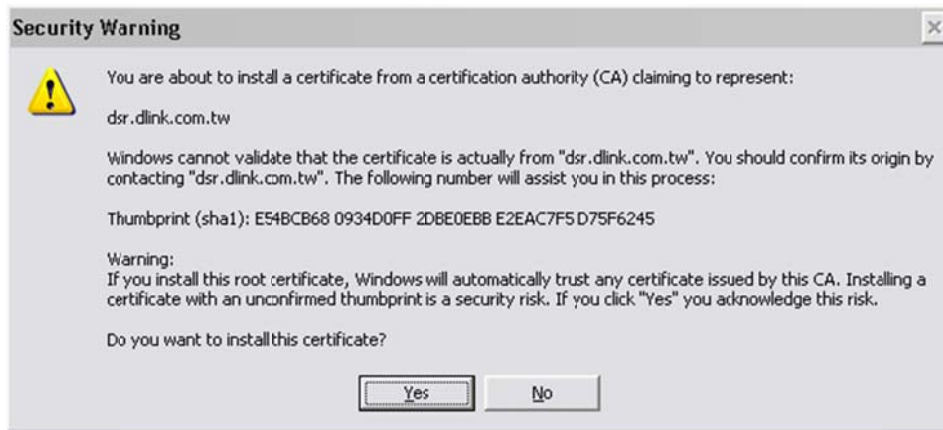 Security Warning
You are about to install a certificate from a certification authority (CA) claiming to represent:
dsr.dlink.com.tw
Windows cannot validate that the certificate is actually from "dsr.dlink.com.tw". You should confirm its origin by
contacting "dsr.dlink.com.tw". The following number will assist you in this process:
Thumbprint (sha1): E54BCB68 0934D0FF 2DBE0EBB E2EAC7F5 D75F6245
Warning:
If you install this root certificate, Windows will automatically trust any certificate issued by this CA. Installing a
certificate with an unconfirmed thumbprint is a security risk. If you click "Yes" you acknowledge this risk.
Do you want to install this certificate?
Yes No